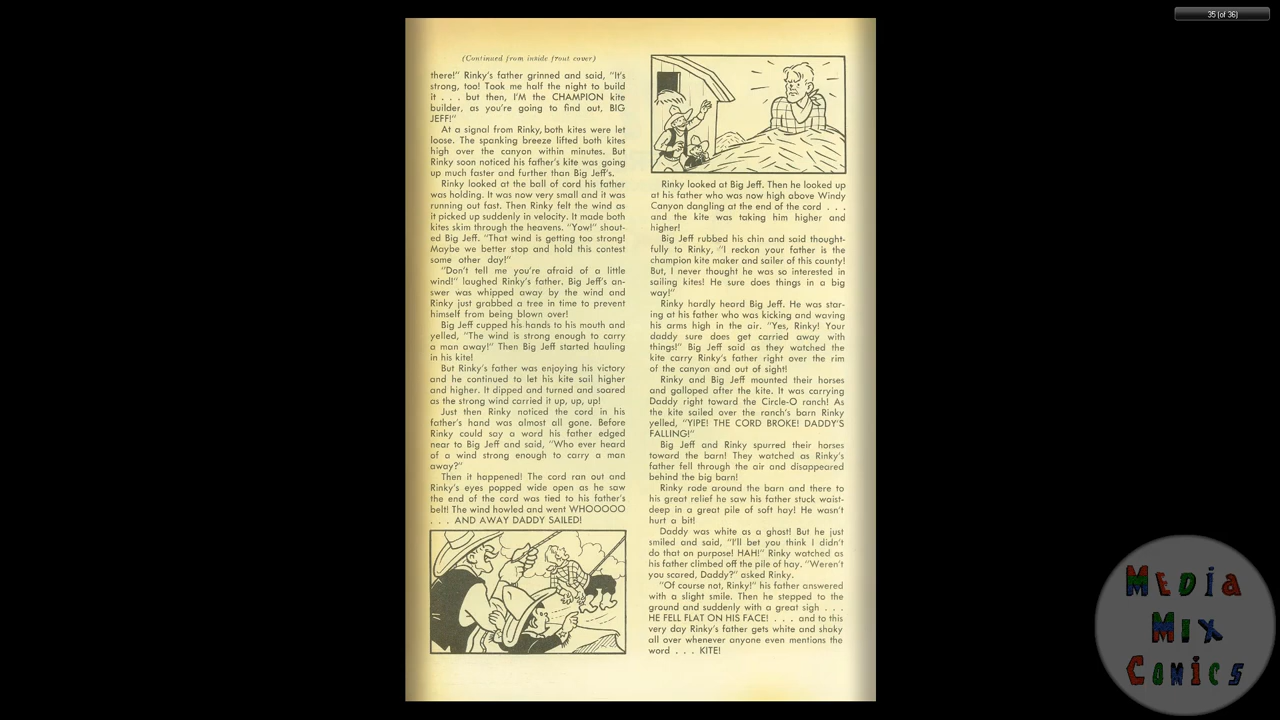 35 (of 36)
(Continued from inside front cover)
there!" Rinky's father grinned and said, "It's
strong, too! Took me half the night to build
it . . . but then, I'M the CHAMPION kite
builder, as you're going to find out, BIG
JEFF!"
At a signal from Rinky, both kites were let
loose. The spanking breeze lifted both kites
high over the canyon within minutes. But
Rinky soon noticed his father's kite was going
up much faster and further than Big Jeff's.
Rinky looked at the ball of cord his father
was holding. It was now very small and it was
running out fast. Then Rinky felt the wind as
it picked up suddenly in velocity. It made both
kites skim through the heavens. "Yow!" shout-
ed Big Jeff. "That wind is getting too strong!
Maybe we better stop and hold this contest
some other day!"
"Don't tell me you're afraid of a little
wind!" laughed Rinky's father. Big Jeff's an-
swer was whipped away by the wind and
Rinky just grabbed a tree in time to prevent
himself from being blown over!
Big Jeff cupped his hands to his mouth and
yelled, "The wind is strong enough to carry
a man away!" Then Big Jeff started hauling
in his kite!
But Rinky's father was enjoying his victory
and he continued to let his kite sail higher
and higher. It dipped and turned and soared
as the strong wind carried it up, up, up!
Just then Rinky noticed the cord in his
father's hand was almost all gone. Before
Rinky could say a word his father edged
near to Big Jeff and said, "Who ever heard
of a wind strong enough to carry a man
away?"
Then it happened! The cord ran out and
Rinky's eyes popped wide open as he saw
the end of the cord was tied to his father's
belt! The wind howled and went WHOOOOO
. . . AND AWAY DADDY SAILED!
Rinky looked at Big Jeff. Then he looked up
at his father who was now high above Windy
Canyon dangling at the end of the cord . . .
and the kite was taking him higher and
higher!
Big Jeff rubbed his chin and said thought-
fully to Rinky, "I reckon your father is the
champion kite maker and sailer of this county!
But, I never thought he was so interested in
sailing kites! He sure does things in a big
way!"
Rinky hardly heard Big Jeff. He was star-
ing at his father who was kicking and waving
his arms high in the air. "Yes, Rinky! Your
daddy sure does get carried away with
things!" Big Jeff said as they watched the
kite carry Rinky's father right over the rim
of the canyon and out of sight!
Rinky and Big Jeff mounted their horses
and galloped after the kite. It was carrying
Daddy right toward the Circle-O ranch! As
the kite sailed over the ranch's barn Rinky
yelled, "YIPE! THE CORD BROKE! DADDY'S
FALLING!"
Big Jeff and Rinky spurred their horses
toward the barn! They watched as Rinky's
father fell through the air and disappeared
behind the big barn!
Rinky rode around the barn and there to
his great relief he saw his father stuck waist-
deep in a great pile of soft hay! He wasn't
hurt a bit!
Daddy was white as a ghost! But he just
smiled and said, "I'll bet you think I didn't
do that on purpose! HAH!" Rinky watched as
his father climbed off the pile of hay. "Weren't
you scared, Daddy?" asked Rinky.
"Of course not, Rinky!" his father answered
with a slight smile. Then he stepped to the
ground and suddenly with a great sigh . . .
HE FELL FLAT ON HIS FACE! . . . and to this
very day Rinky's father gets white and shaky
all over whenever anyone even mentions the
word . . . KITE!
MEDiA
MiX
COMiCS